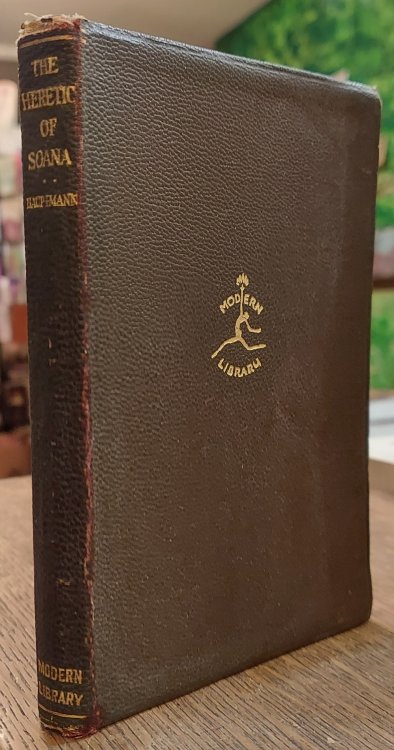 THE
HERETIC
OF
SOANA
HAUPTMANN
MODERN
LIBRARY
MODERN
LIBRARY